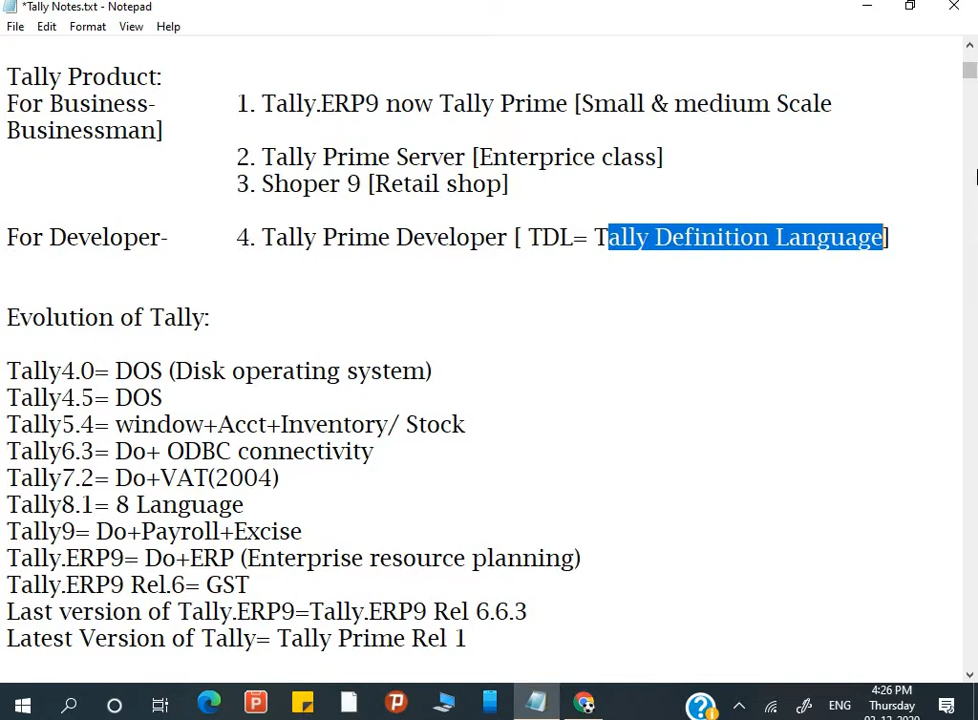 *Tally Notes.txt - Notepad
File Edit Format View Help
Tally Product:
For Business- 1. Tally.ERP9 now Tally Prime [Small & medium Scale
Businessman]
2. Tally Prime Server [Enterprice class]
3. Shoper 9 [Retail shop]
For Developer- 4. Tally Prime Developer [ TDL= Tally Definition Language]
Evolution of Tally:
Tally4.0= DOS (Disk operating system)
Tally4.5= DOS
Tally5.4= window+Acct+Inventory/ Stock
Tally6.3= Do+ ODBC connectivity
Tally7.2= Do+VAT(2004)
Tally8.1= 8 Language
Tally9= Do+Payroll+Excise
Tally.ERP9= Do+ERP (Enterprise resource planning)
Tally.ERP9 Rel.6= GST
Last version of Tally.ERP9=Tally.ERP9 Rel 6.6.3
Latest Version of Tally= Tally Prime Rel 1
4:26 PM
ENG Thursday